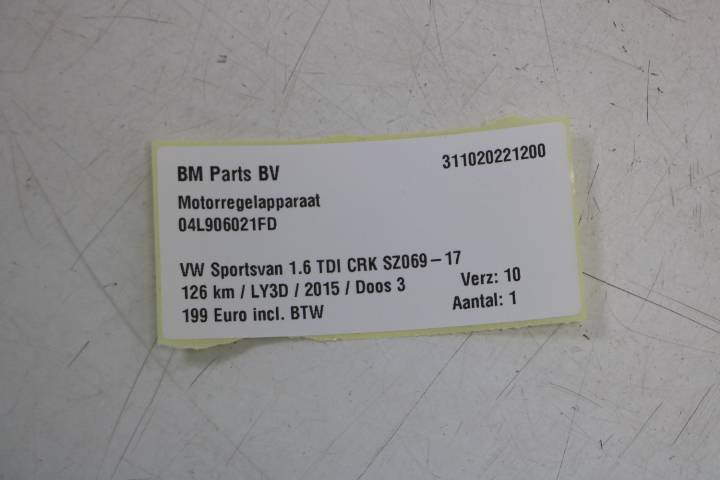 BM Parts BV 311020221200
Motorregelapparaat
04L906021FD
VW Sportsvan 1.6 TDI CRK SZ069-17
126 km / LY3D / 2015 / Doos 3 Verz: 10
199 Euro incl. BTW Aantal: 1